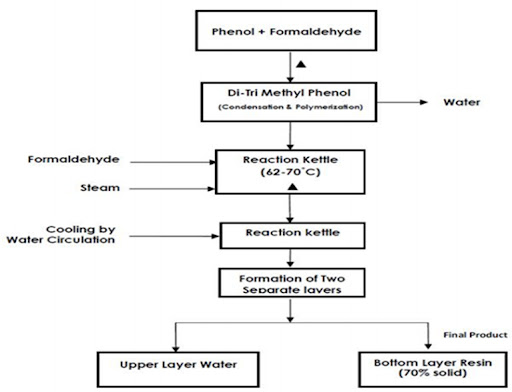 Phenol + Formaldehyde
▲
Di-Tri Methyl Phenol
(Condensation & Polymerization)
Water
Formaldehyde
Steam
Reaction Kettle
(62-70°C)
▲
Cooling by
Water Circulation
Reaction kettle
Formation of Two
Separate layers
Final Product
Upper Layer Water
Bottom Layer Resin
(70% solid)